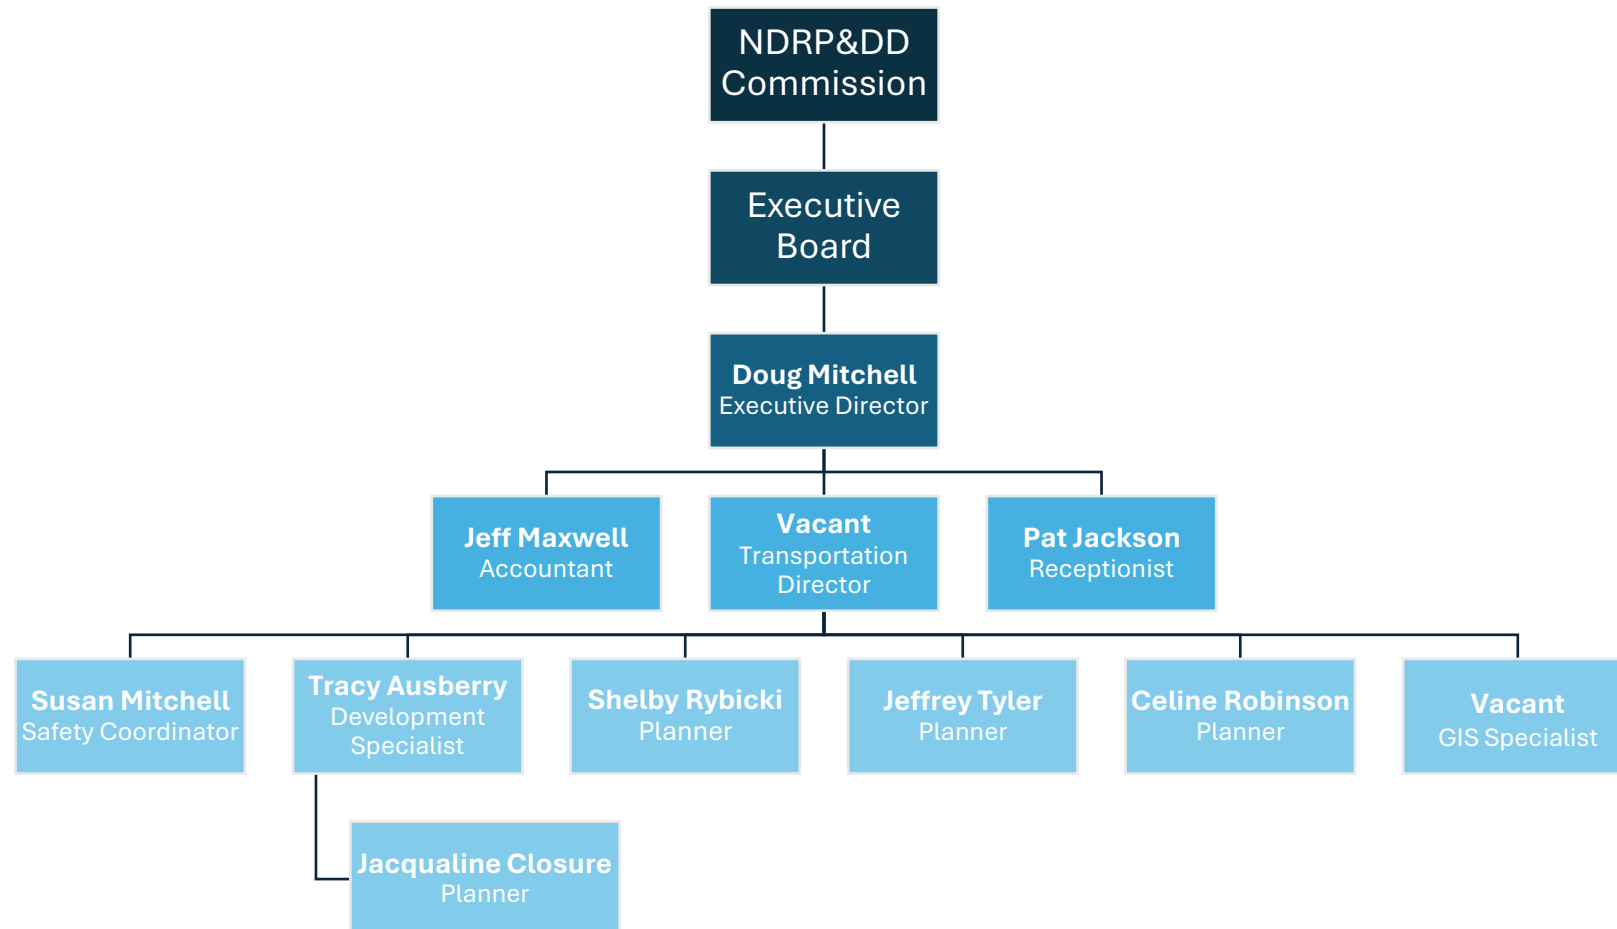 NDRP&DD
Commission
Executive
Board
Doug Mitchell
Executive Director
Jeff Maxwell
Accountant
Vacant
Transportation
Director
Pat Jackson
Receptionist
Susan Mitchell
Safety Coordinator
Tracy Ausberry
Development
Specialist
Shelby Rybicki
Planner
Jeffrey Tyler
Planner
Celine Robinson
Planner
Vacant
GIS Specialist
Jacqualine Closure
Planner